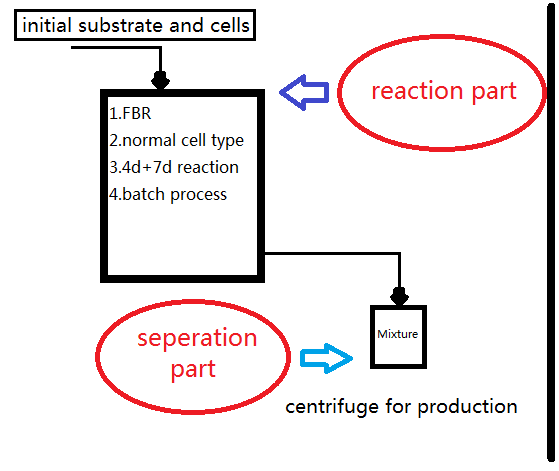 initial substrate and cells
reaction part
1.FBR
2.normal cell type
3.4d+7d reaction
4.batch process
Mixture
seperation
part
centrifuge for production